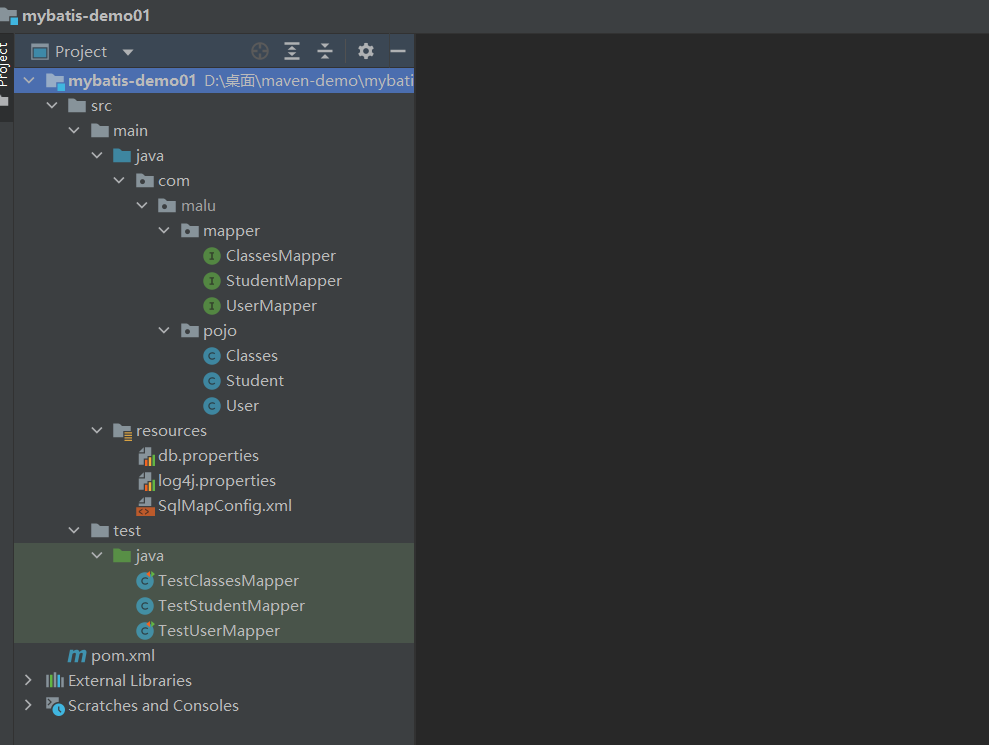 mybatis-demo01
Project
Project
mybatis-demo01 D:\桌面\maven-demo\mybati
src
main
java
com
malu
mapper
ClassesMapper
StudentMapper
UserMapper
pojo
Classes
Student
User
resources
db.properties
log4j.properties
SqlMapConfig.xml
test
java
TestClassesMapper
TestStudentMapper
TestUserMapper
pom.xml
External Libraries
Scratches and Consoles